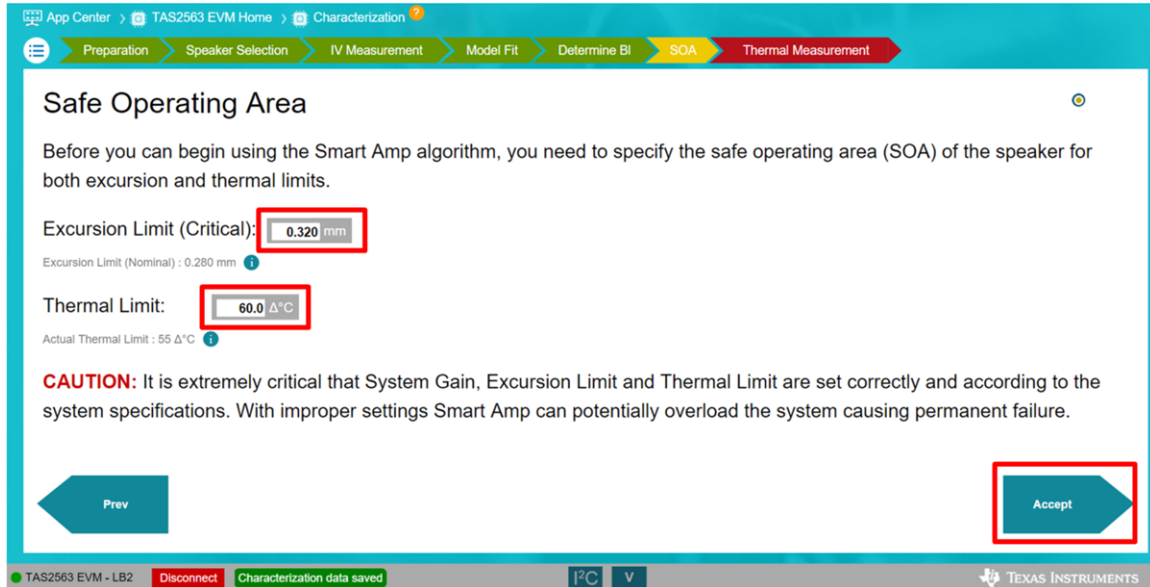 App Center > TAS2563 EVM Home > Characterization ?
Preparation Speaker Selection IV Measurement Model Fit Determine Bl SOA Thermal Measurement
Safe Operating Area
Before you can begin using the Smart Amp algorithm, you need to specify the safe operating area (SOA) of the speaker for
both excursion and thermal limits.
Excursion Limit (Critical): 0.320 mm
Excursion Limit (Nominal) : 0.280 mm i
Thermal Limit: 60.0 Δ°C
Actual Thermal Limit : 55 Δ°C i
CAUTION: It is extremely critical that System Gain, Excursion Limit and Thermal Limit are set correctly and according to the
system specifications. With improper settings Smart Amp can potentially overload the system causing permanent failure.
Prev Accept
TAS2563 EVM - LB2 Disconnect Characterization data saved I²C V TEXAS INSTRUMENTS